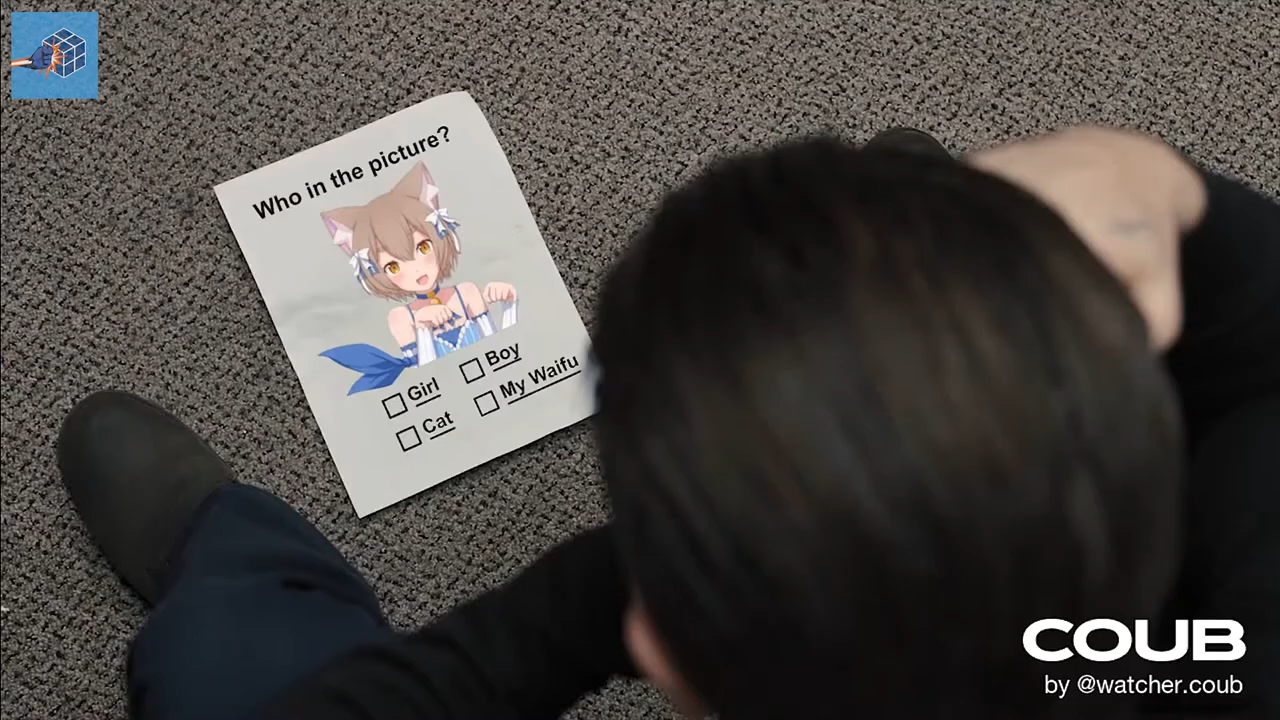 Who in the picture?
Girl
Boy
Cat
My Waifu
COUB
by @watcher.coub